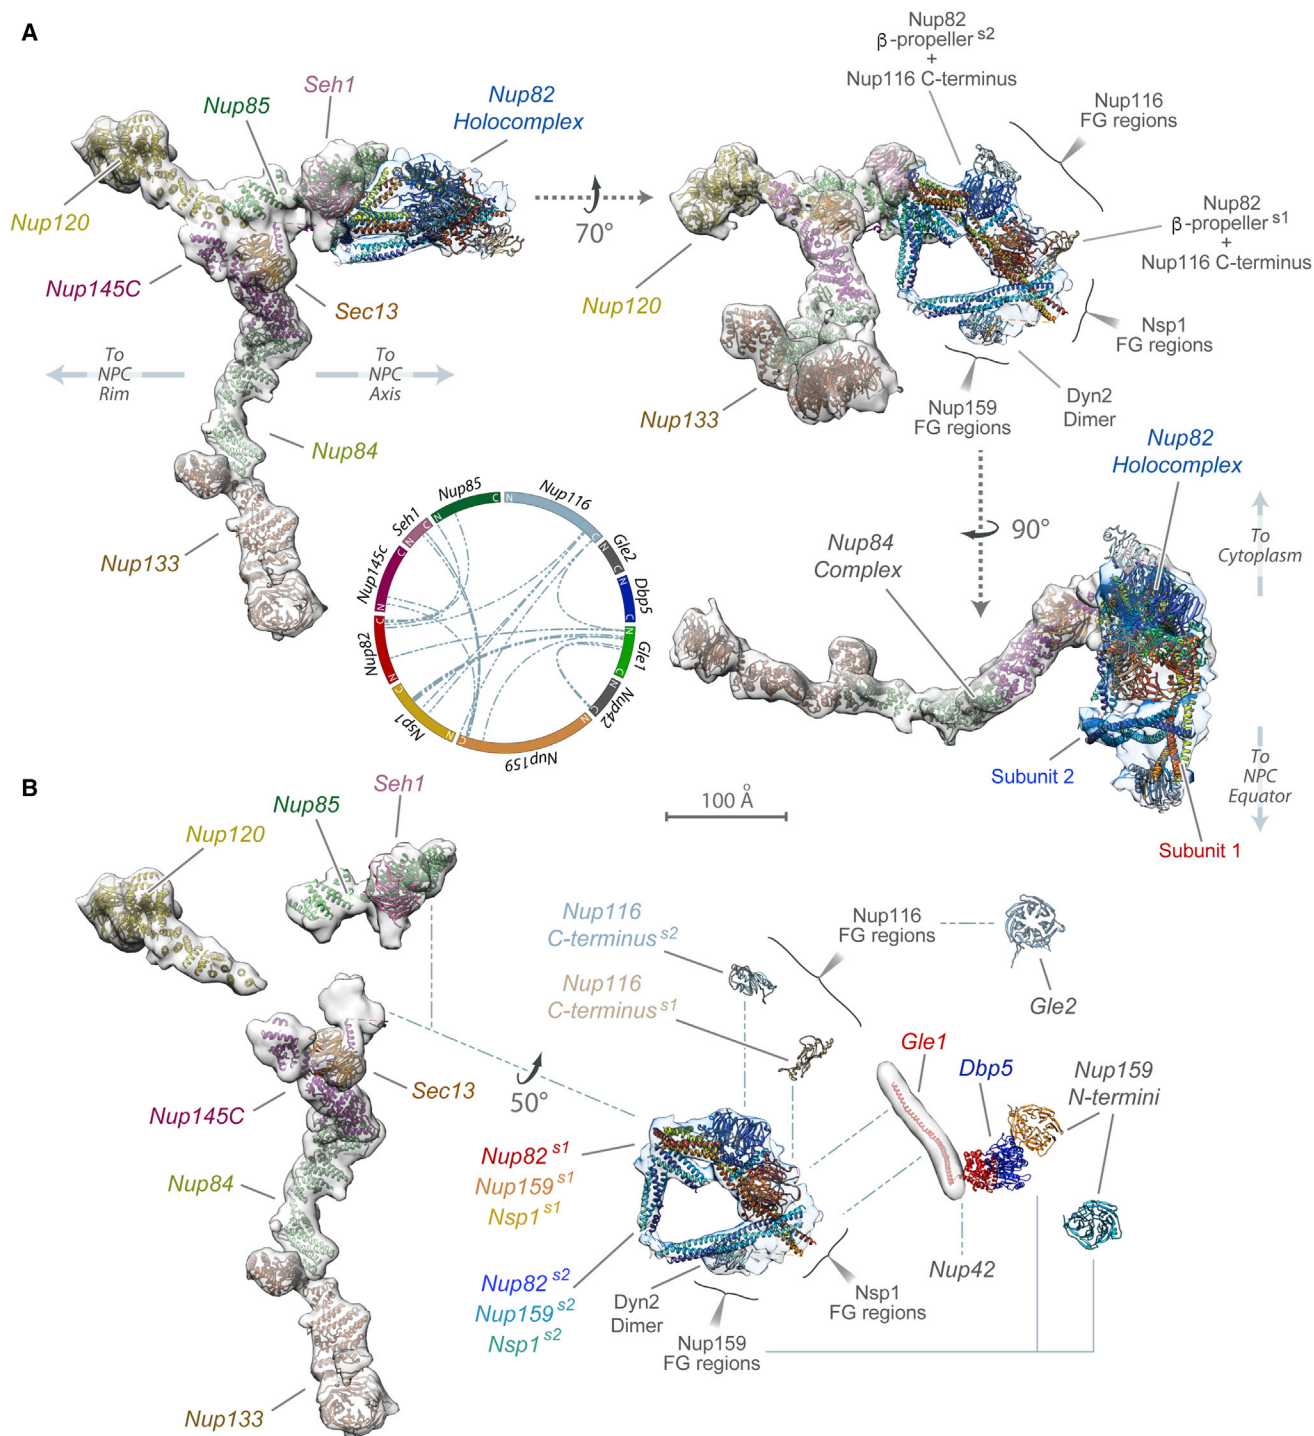 A
Nup85
Seh1
Nup82
Holocomplex
Nup120
Nup145C
Sec13
To
NPC
Rim
To
NPC
Axis
Nup84
Nup133
70°
Nup82
β-propeller s2
+
Nup116 C-terminus
Nup116
FG regions
Nup82
β-propeller s1
+
Nup116 C-terminus
Nup120
Nsp1
FG regions
Nup133
Nup159
FG regions
Dyn2
Dimer
90°
Nup82
Holocomplex
To
Cytoplasm
Nup84
Complex
Subunit 2
To
NPC
Equator
Subunit 1
N Nup85 C
N Nup116 C
N Gle2 C
N Dbp5 C
N Gle1 C
C Nup42 N
N Nup159 C
C Nsp1 N
N Nup82 C
N Nup145c C
N Seh1 C
100 Å
B
Nup120
Nup85
Seh1
Nup145C
Sec13
Nup84
Nup133
50°
Nup116
C-terminus s2
Nup116
C-terminus s1
Nup116
FG regions
Gle2
Gle1
Dbp5
Nup159
N-termini
Nup82 s1
Nup159 s1
Nsp1 s1
Nup82 s2
Nup159 s2
Nsp1 s2
Dyn2
Dimer
Nup159
FG regions
Nsp1
FG regions
Nup42